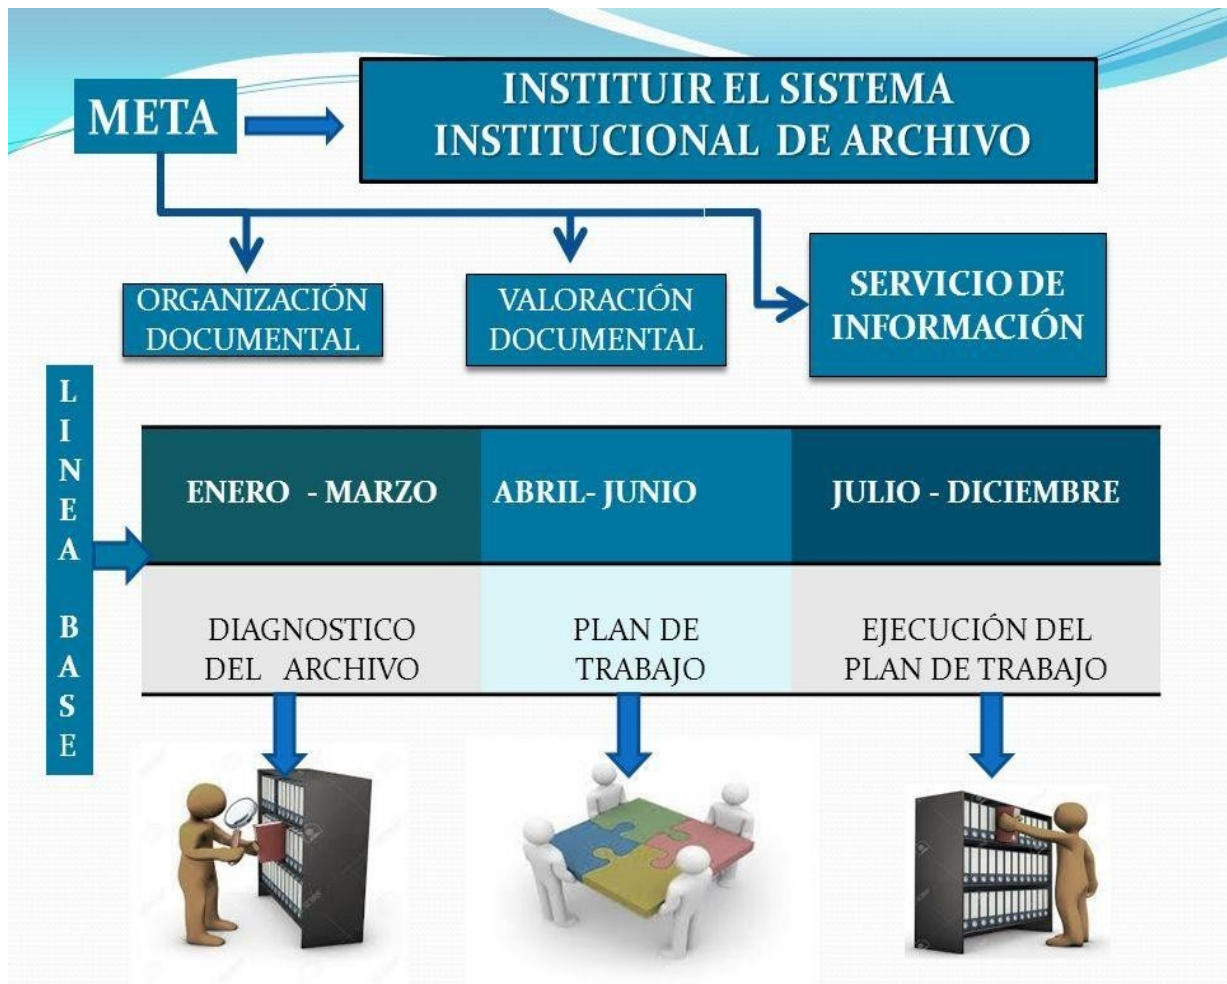 META
INSTITUIR EL SISTEMA
INSTITUCIONAL DE ARCHIVO
ORGANIZACIÓN
DOCUMENTAL
VALORACIÓN
DOCUMENTAL
SERVICIO DE
INFORMACIÓN
LINEA BASE
ENERO - MARZO
ABRIL- JUNIO
JULIO - DICIEMBRE
DIAGNOSTICO
DEL ARCHIVO
PLAN DE
TRABAJO
EJECUCIÓN DEL
PLAN DE TRABAJO